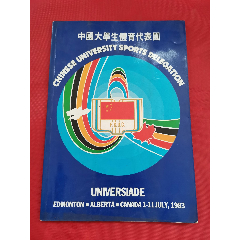 中國大學生體育代表團
CHINESE UNIVERSITY SPORTS DELEGATION
UNIVERSIADE
EDMONTON • ALBERTA • CANADA 1-11 JULY, 1983